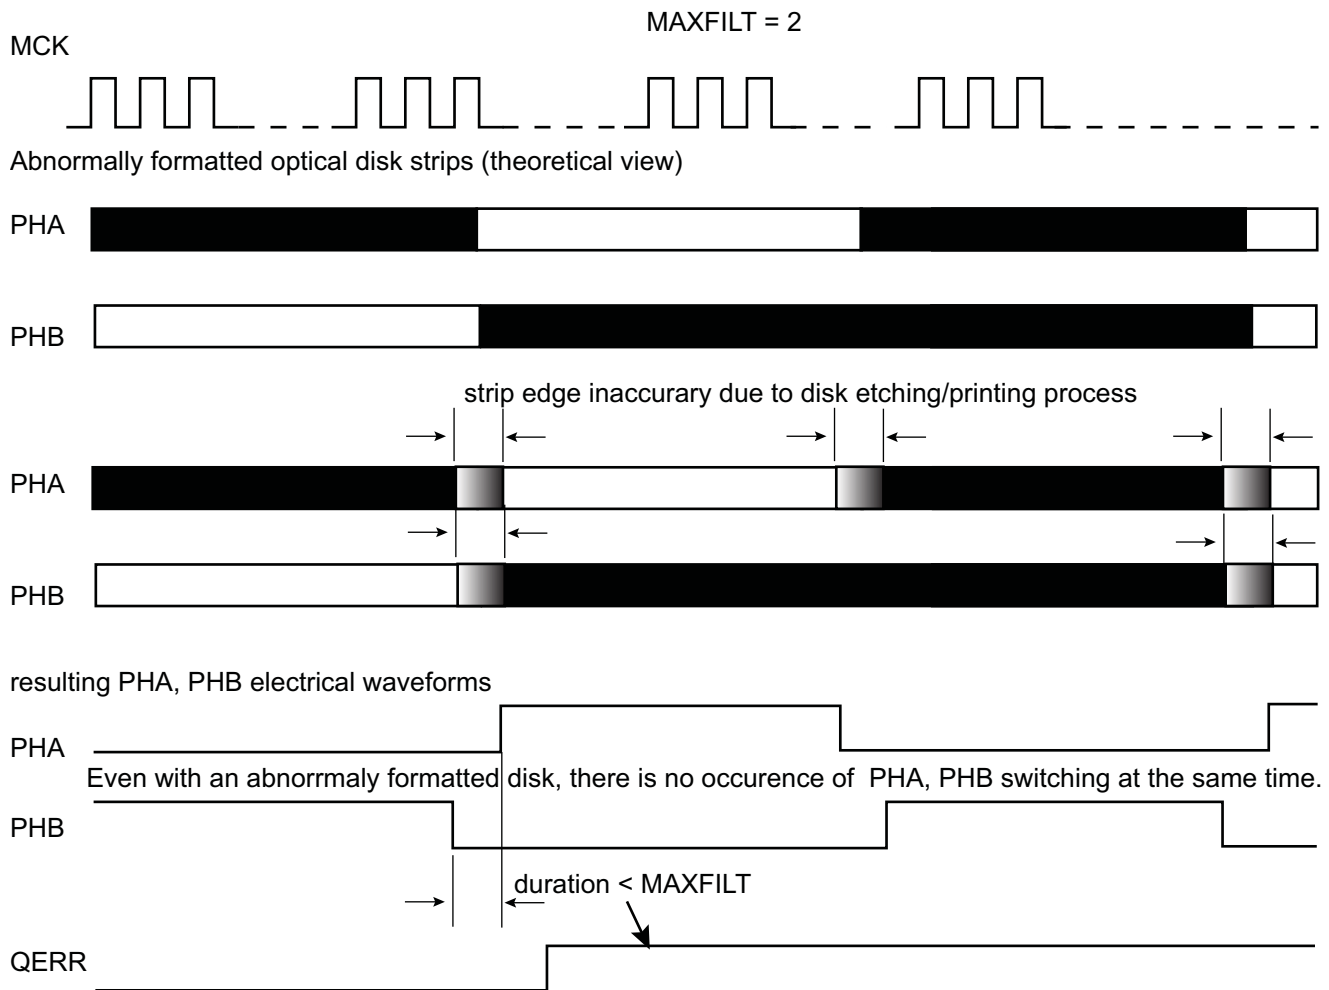 MAXFILT = 2
MCK
Abnormally formatted optical disk strips (theoretical view)
PHA
PHB
strip edge inaccurary due to disk etching/printing process
PHA
PHB
resulting PHA, PHB electrical waveforms
PHA
Even with an abnorrmaly formatted disk, there is no occurence of PHA, PHB switching at the same time.
PHB
duration < MAXFILT
QERR